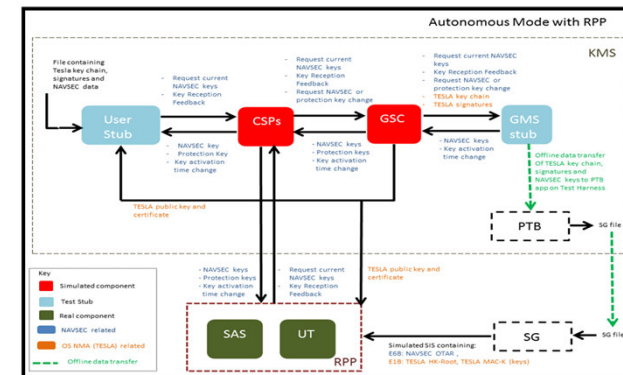 Autonomous Mode with RPP
KMS
File containing
Tesla key chain,
signatures and
NAVSEC data
- Request current
NAVSEC keys
- Key Reception
Feedback
- Request current NAVSEC
keys
- Key Reception
Feedback
- Request NAVSEC or
protection key change
- Request current NAVSEC
keys
- Key Reception Feedback
- Request NAVSEC or
protection key change
- TESLA key chain
- TESLA signatures
User
Stub
CSPs
GSC
GMS
stub
- NAVSEC key
- Protection Key
- Key activation
time change
- NAVSEC keys
- Protection keys
- Key activation
time change
- NAVSEC keys
- Key activation
time change
Offline data transfer
Of TESLA key chain,
signatures and
NAVSEC keys to PTB
app on Test Harness
TESLA public key and
certificate
PTB
SG file
Key
Simulated component
Test Stub
Real component
NAVSEC related
OS NMA (TESLA) related
Offline data transfer
- NAVSEC keys
- Protection keys
- Key activation
time change
- Request current
NAVSEC keys
- Key Reception
Feedback
TESLA public key and
certificate
SAS
UT
RPP
Simulated SIS containing:
E6B: NAVSEC OTAR ,
E1B: TESLA HK-Root, TESLA MAC-K (keys)
SG
SG file